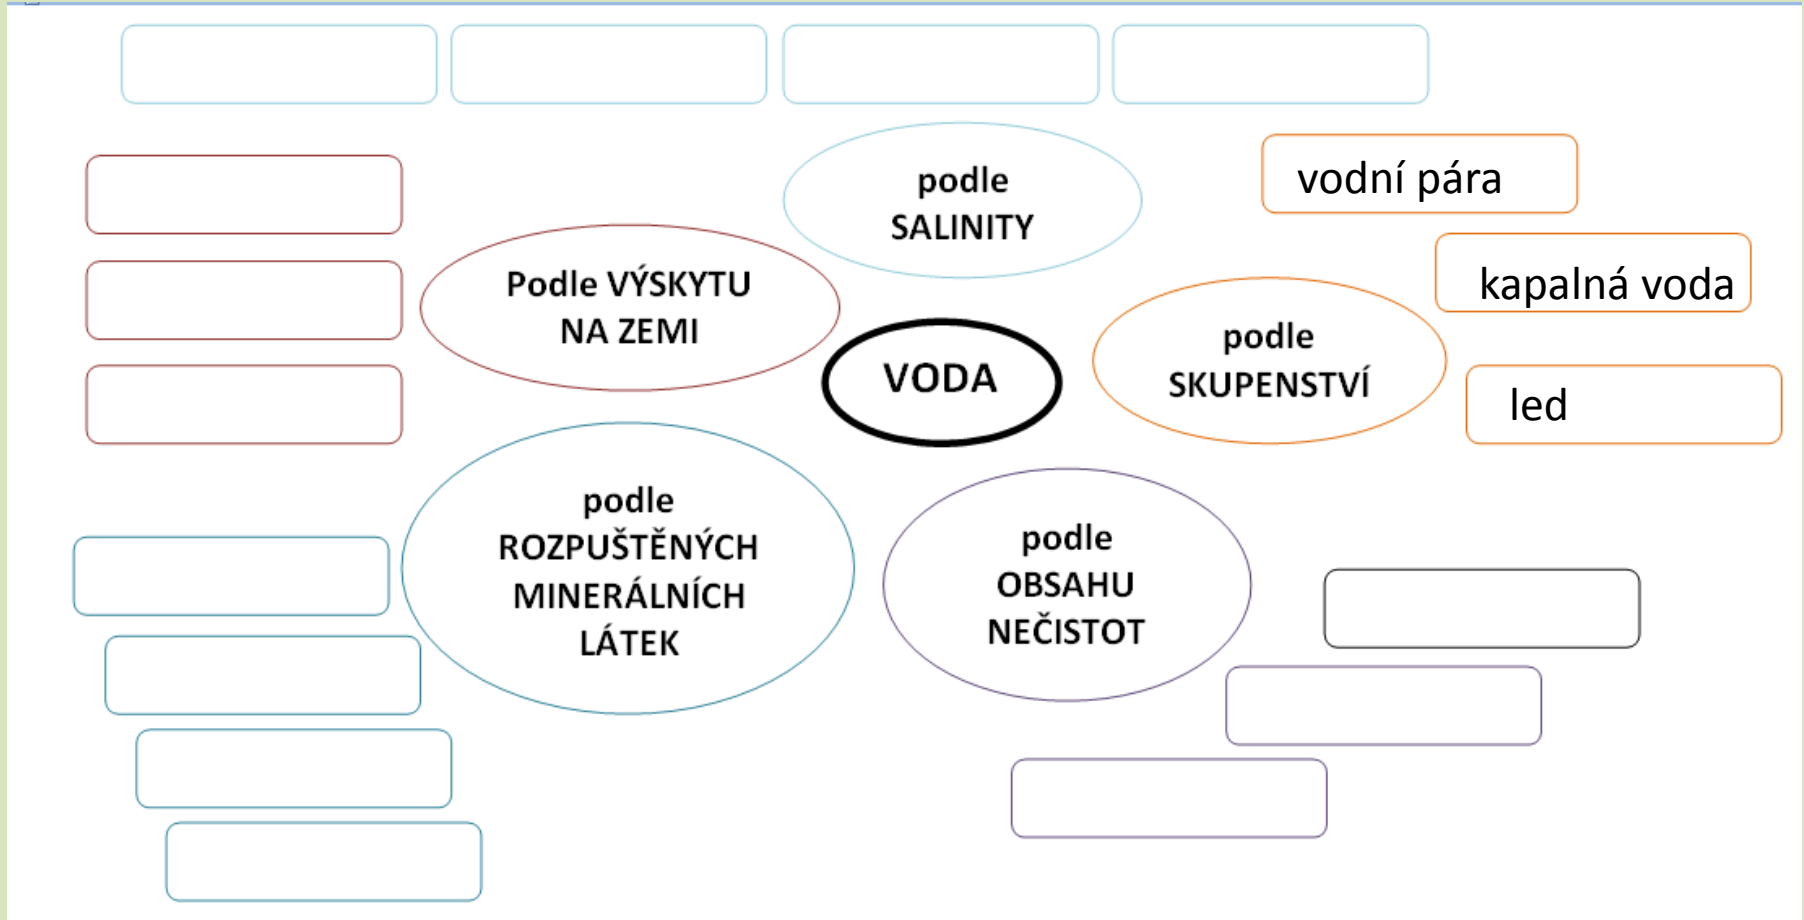 podle
SALINITY
vodní pára
Podle VÝSKYTU
NA ZEMI
kapalná voda
podle
SKUPENSTVÍ
VODA
led
podle
ROZPUŠTĚNÝCH
MINERÁLNÍCH
LÁTEK
podle
OBSAHU
NEČISTOT